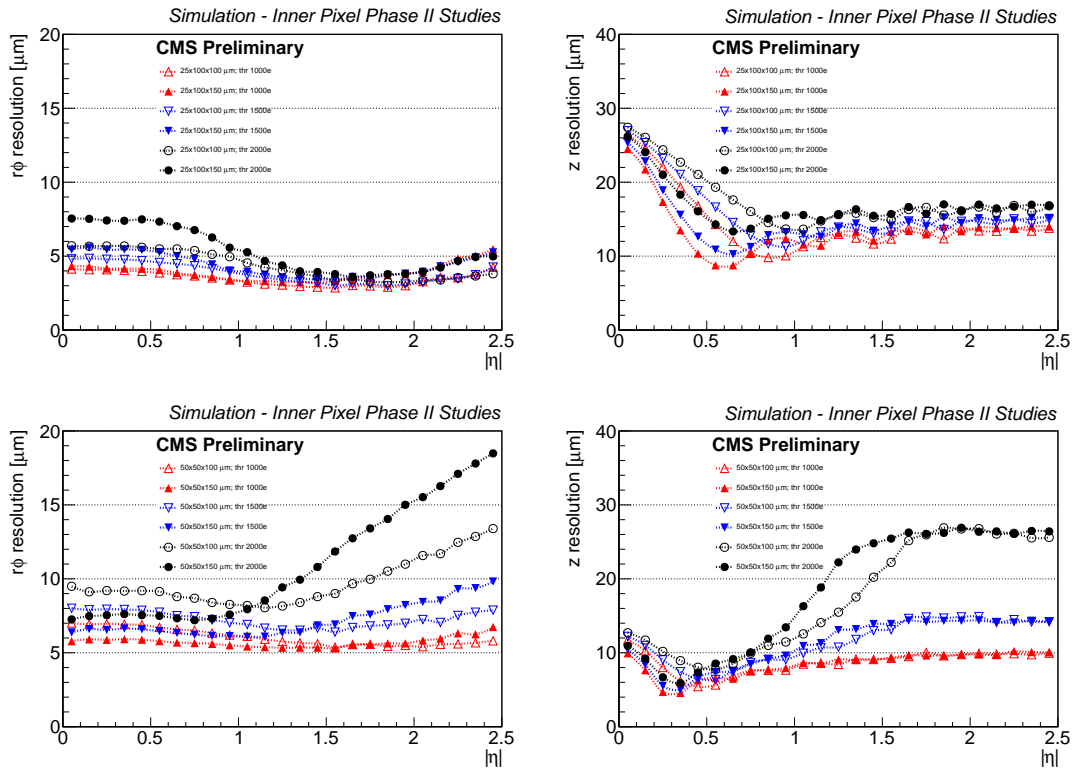 Simulation - Inner Pixel Phase II Studies
CMS Preliminary
25x100x100 μm; thr 1000e
25x100x150 μm; thr 1000e
25x100x100 μm; thr 1500e
25x100x150 μm; thr 1500e
25x100x100 μm; thr 2000e
25x100x150 μm; thr 2000e
rϕ resolution [μm]
20
15
10
5
0
0 0.5 1 1.5 2 2.5
|η|
Simulation - Inner Pixel Phase II Studies
CMS Preliminary
25x100x100 μm; thr 1000e
25x100x150 μm; thr 1000e
25x100x100 μm; thr 1500e
25x100x150 μm; thr 1500e
25x100x100 μm; thr 2000e
25x100x150 μm; thr 2000e
z resolution [μm]
40
30
20
10
0
0 0.5 1 1.5 2 2.5
|η|
Simulation - Inner Pixel Phase II Studies
CMS Preliminary
50x50x100 μm; thr 1000e
50x50x150 μm; thr 1000e
50x50x100 μm; thr 1500e
50x50x150 μm; thr 1500e
50x50x100 μm; thr 2000e
50x50x150 μm; thr 2000e
rϕ resolution [μm]
20
15
10
5
0
0 0.5 1 1.5 2 2.5
|η|
Simulation - Inner Pixel Phase II Studies
CMS Preliminary
50x50x100 μm; thr 1000e
50x50x150 μm; thr 1000e
50x50x100 μm; thr 1500e
50x50x150 μm; thr 1500e
50x50x100 μm; thr 2000e
50x50x150 μm; thr 2000e
z resolution [μm]
40
30
20
10
0
0 0.5 1 1.5 2 2.5
|η|